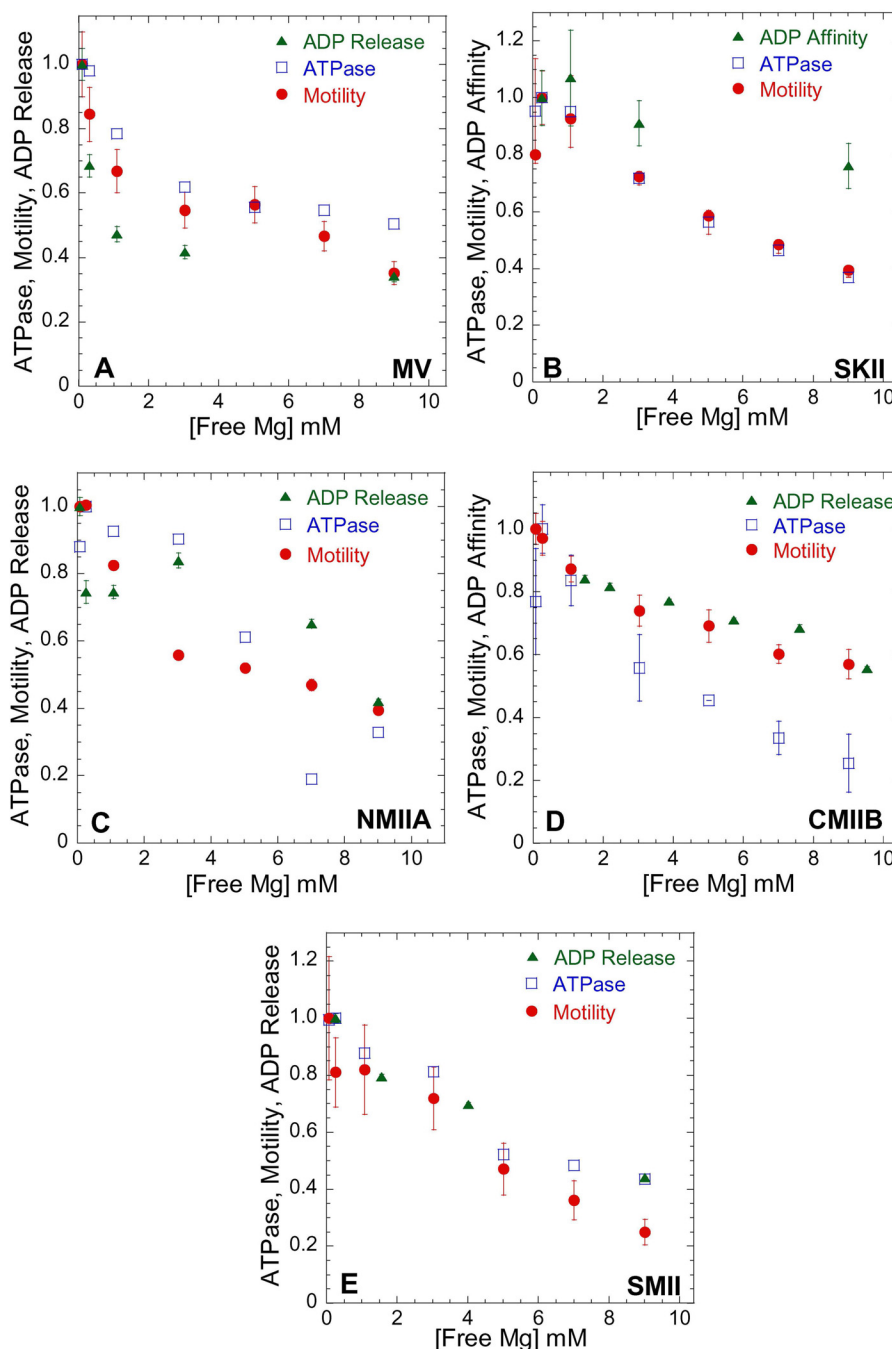 ATPase, Motility, ADP Release
1.0
0.8
0.6
0.4
0.2
0
ADP Release
ATPase
Motility
A
MV
0 2 4 6 8 10
[Free Mg] mM
ATPase, Motility, ADP Affinity
1.2
1.0
0.8
0.6
0.4
0.2
0
ADP Affinity
ATPase
Motility
B
SKII
0 2 4 6 8 10
[Free Mg] mM
ATPase, Motility, ADP Release
1.0
0.8
0.6
0.4
0.2
0
ADP Release
ATPase
Motility
C
NMIIA
0 2 4 6 8 10
[Free Mg] mM
ATPase, Motility, ADP Affinity
1.0
0.8
0.6
0.4
0.2
0
ADP Release
ATPase
Motility
D
CMIIB
0 2 4 6 8 10
[Free Mg] mM
ATPase, Motility, ADP Release
1.2
1.0
0.8
0.6
0.4
0.2
0
ADP Release
ATPase
Motility
E
SMII
0 2 4 6 8 10
[Free Mg] mM